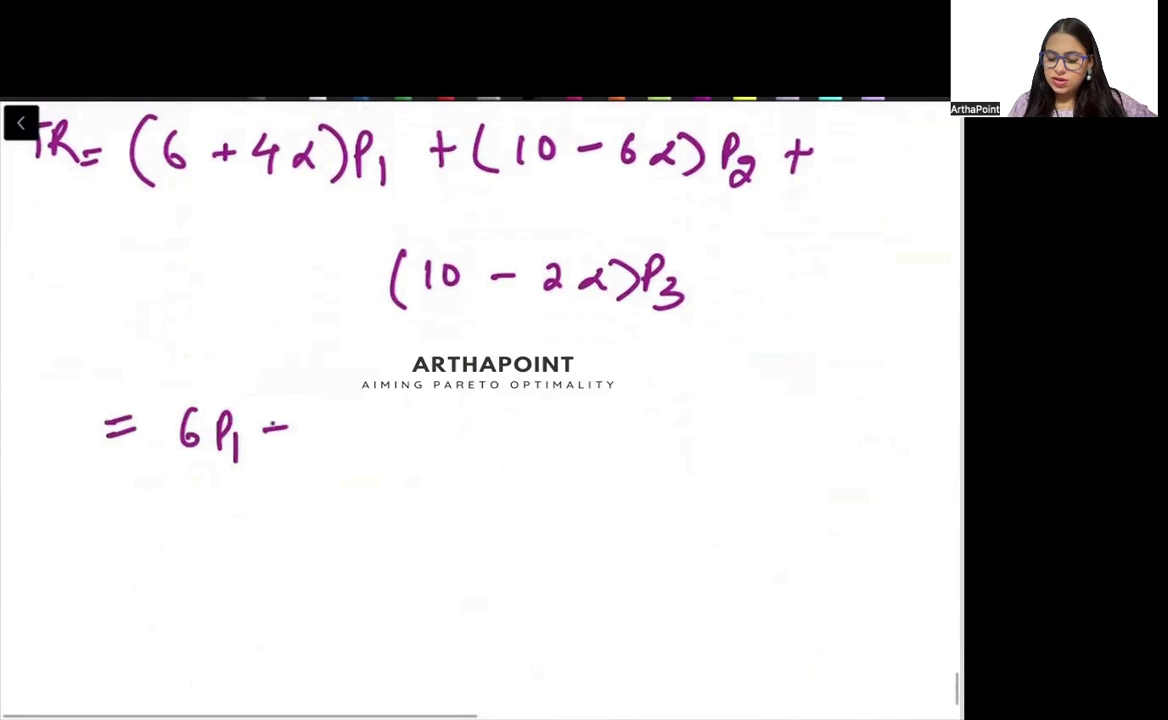 ArthaPoint
TR= (6 + 4α)P₁ + (10 - 6α) P₂ +
(10 - 2α)P₃
ARTHAPOINT
AIMING PARETO OPTIMALITY
= 6P₁ -